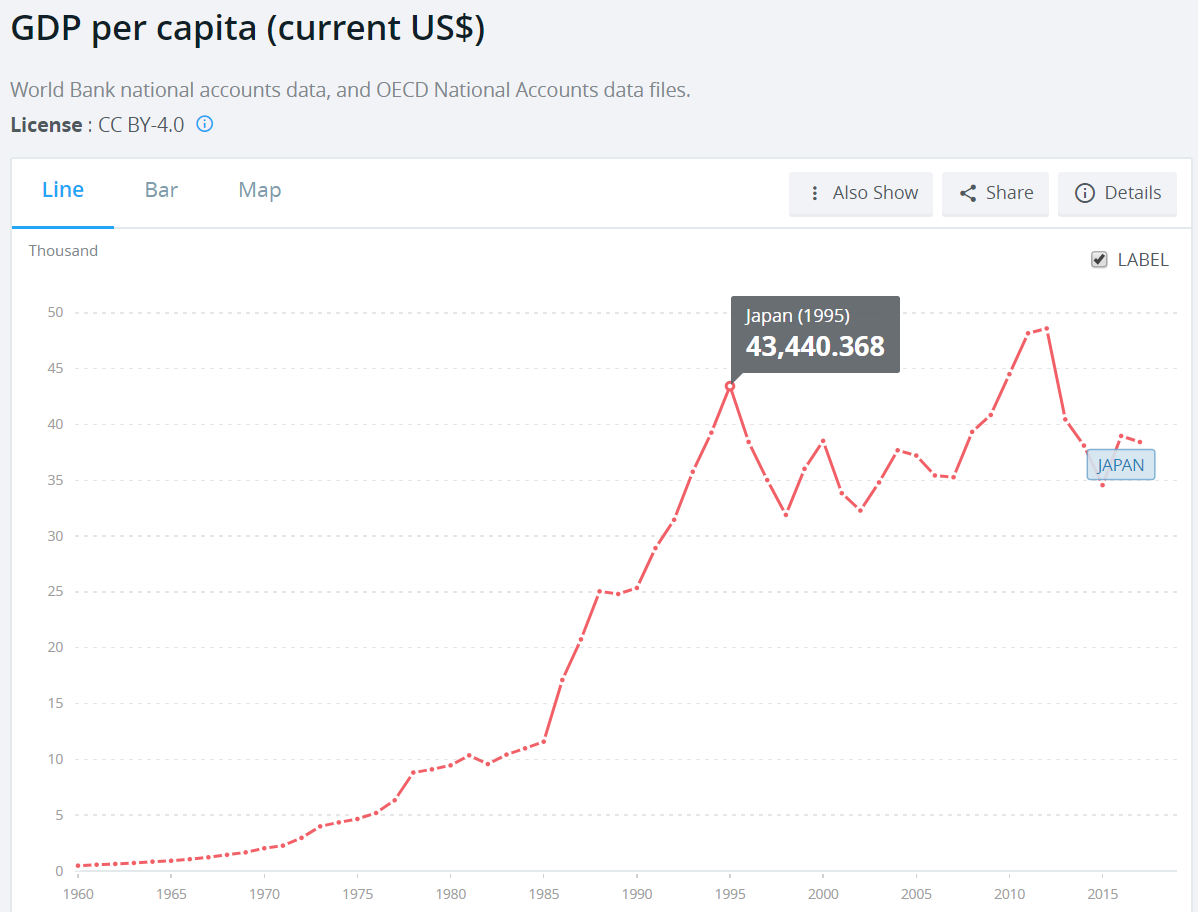 GDP per capita (current US$)
World Bank national accounts data, and OECD National Accounts data files.
License : CC BY-4.0
Line Bar Map Also Show Share Details
Thousand
LABEL
50
45
40
35
30
25
20
15
10
5
0
Japan (1995)
43,440.368
JAPAN
1960 1965 1970 1975 1980 1985 1990 1995 2000 2005 2010 2015